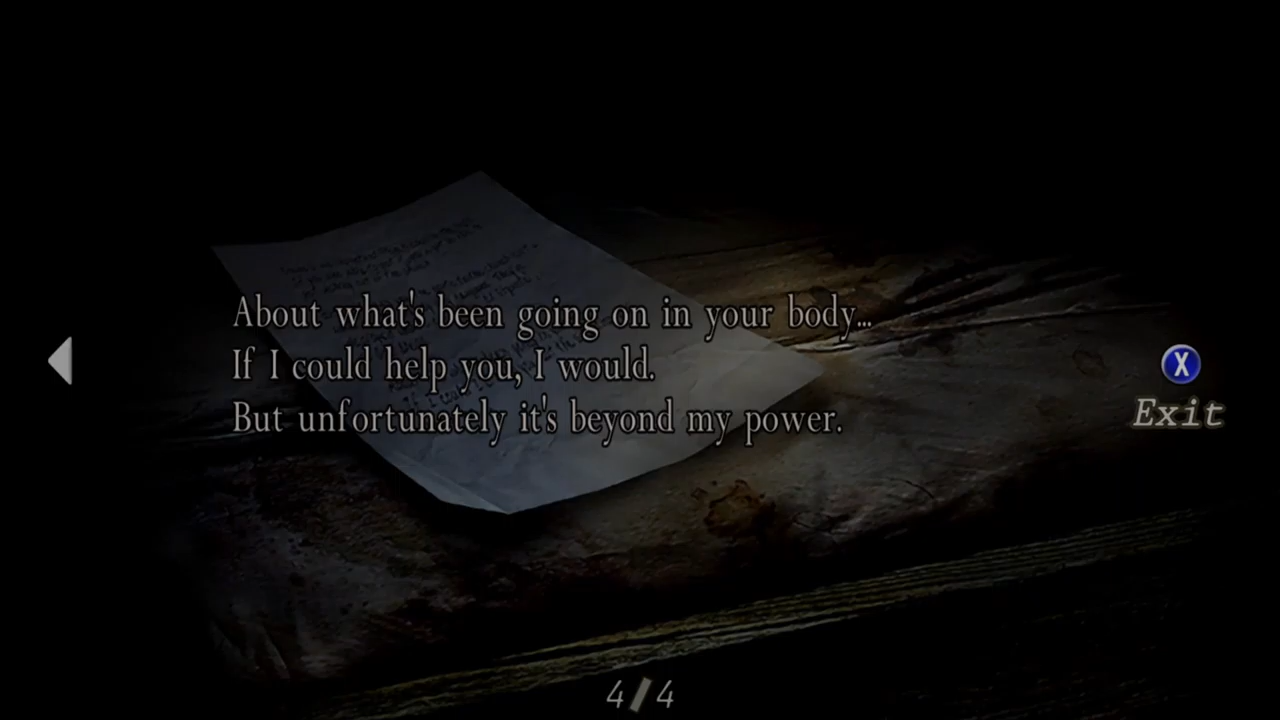 About what's been going on in your body...
If I could help you, I would.
But unfortunately it's beyond my power.
X
Exit
4/4